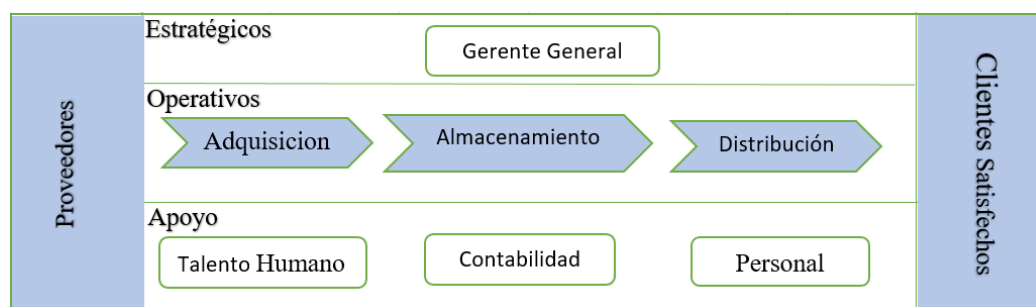 Proveedores
Estratégicos
Gerente General
Operativos
Adquisicion
Almacenamiento
Distribución
Apoyo
Talento Humano
Contabilidad
Personal
Clientes Satisfechos